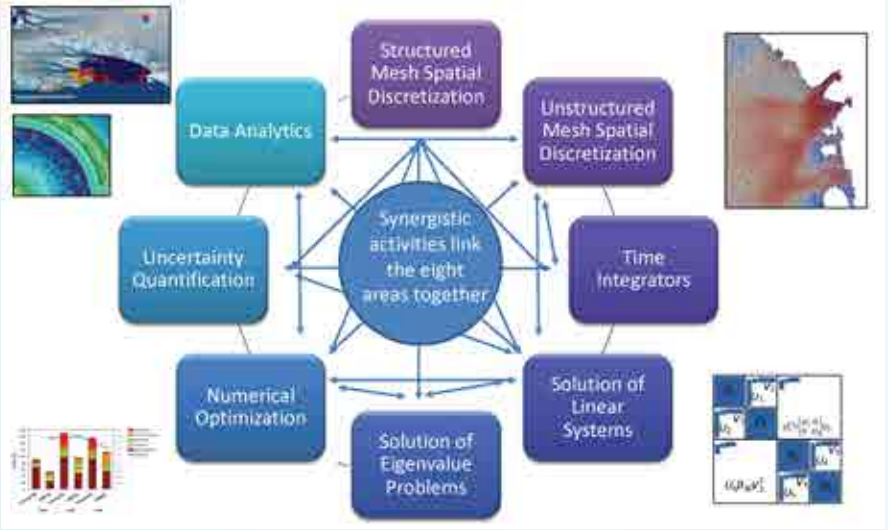 Structured
Mesh Spatial
Discretization
Data Analytics
Unstructured
Mesh Spatial
Discretization
Synergistic
activities link
the eight
areas together
Uncertainty
Quantification
Time
Integrators
Numerical
Optimization
Solution of
Linear
Systems
Solution of
Eigenvalue
Problems